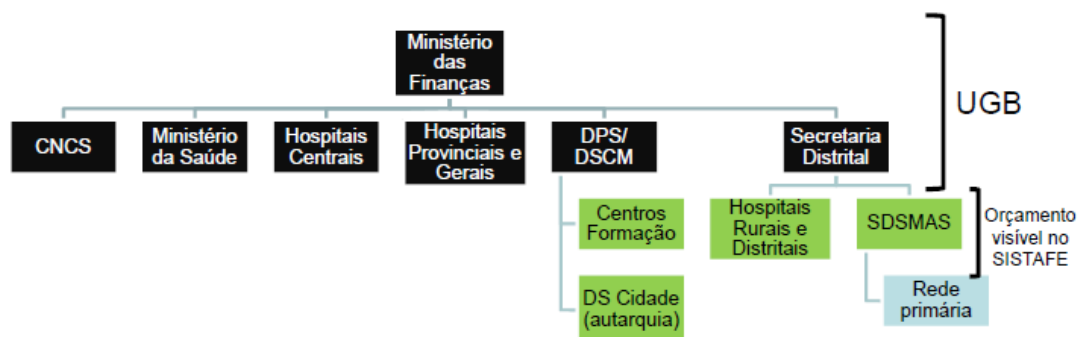 Ministério
das
Finanças
UGB
CNCS
Ministério
da Saúde
Hospitais
Centrais
Hospitais
Provinciais e
Gerais
DPS/
DSCM
Secretaria
Distrital
Centros
Formação
Hospitais
Rurais e
Distritais
SDSMAS
Orçamento
visível no
SISTAFE
DS Cidade
(autarquia)
Rede
primária